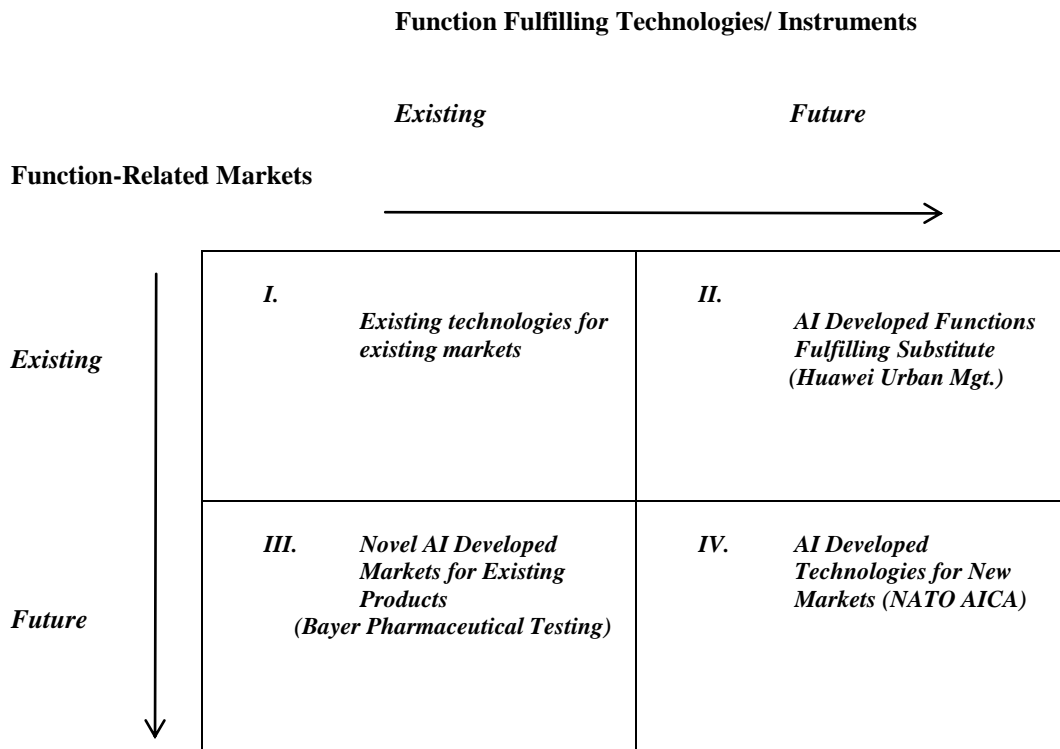 Function Fulfilling Technologies/ Instruments
Existing
Future
Function-Related Markets
Existing
I.
Existing technologies for
existing markets
II.
AI Developed Functions
Fulfilling Substitute
(Huawei Urban Mgt.)
Future
III.
Novel AI Developed
Markets for Existing
Products
(Bayer Pharmaceutical Testing)
IV.
AI Developed
Technologies for New
Markets (NATO AICA)